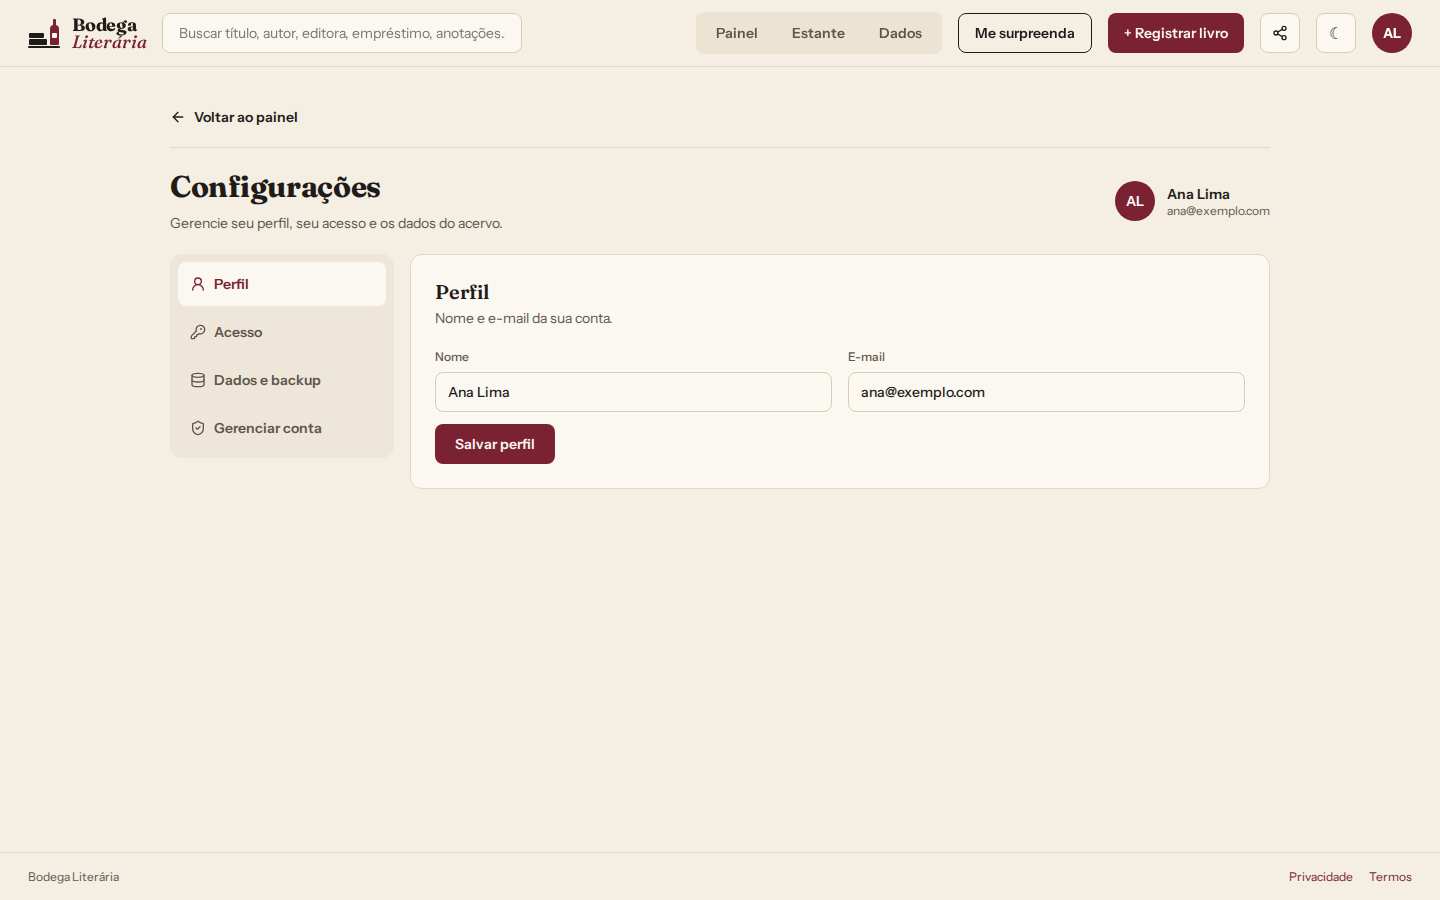 Bodega
Literária
Buscar título, autor, editora, empréstimo, anotações.
Painel
Estante
Dados
Me surpreenda
+ Registrar livro
AL
Voltar ao painel
Configurações
Gerencie seu perfil, seu acesso e os dados do acervo.
AL
Ana Lima
ana@exemplo.com
Perfil
Acesso
Dados e backup
Gerenciar conta
Perfil
Nome e e-mail da sua conta.
Nome
E-mail
Ana Lima
ana@exemplo.com
Salvar perfil
Bodega Literária
Privacidade
Termos